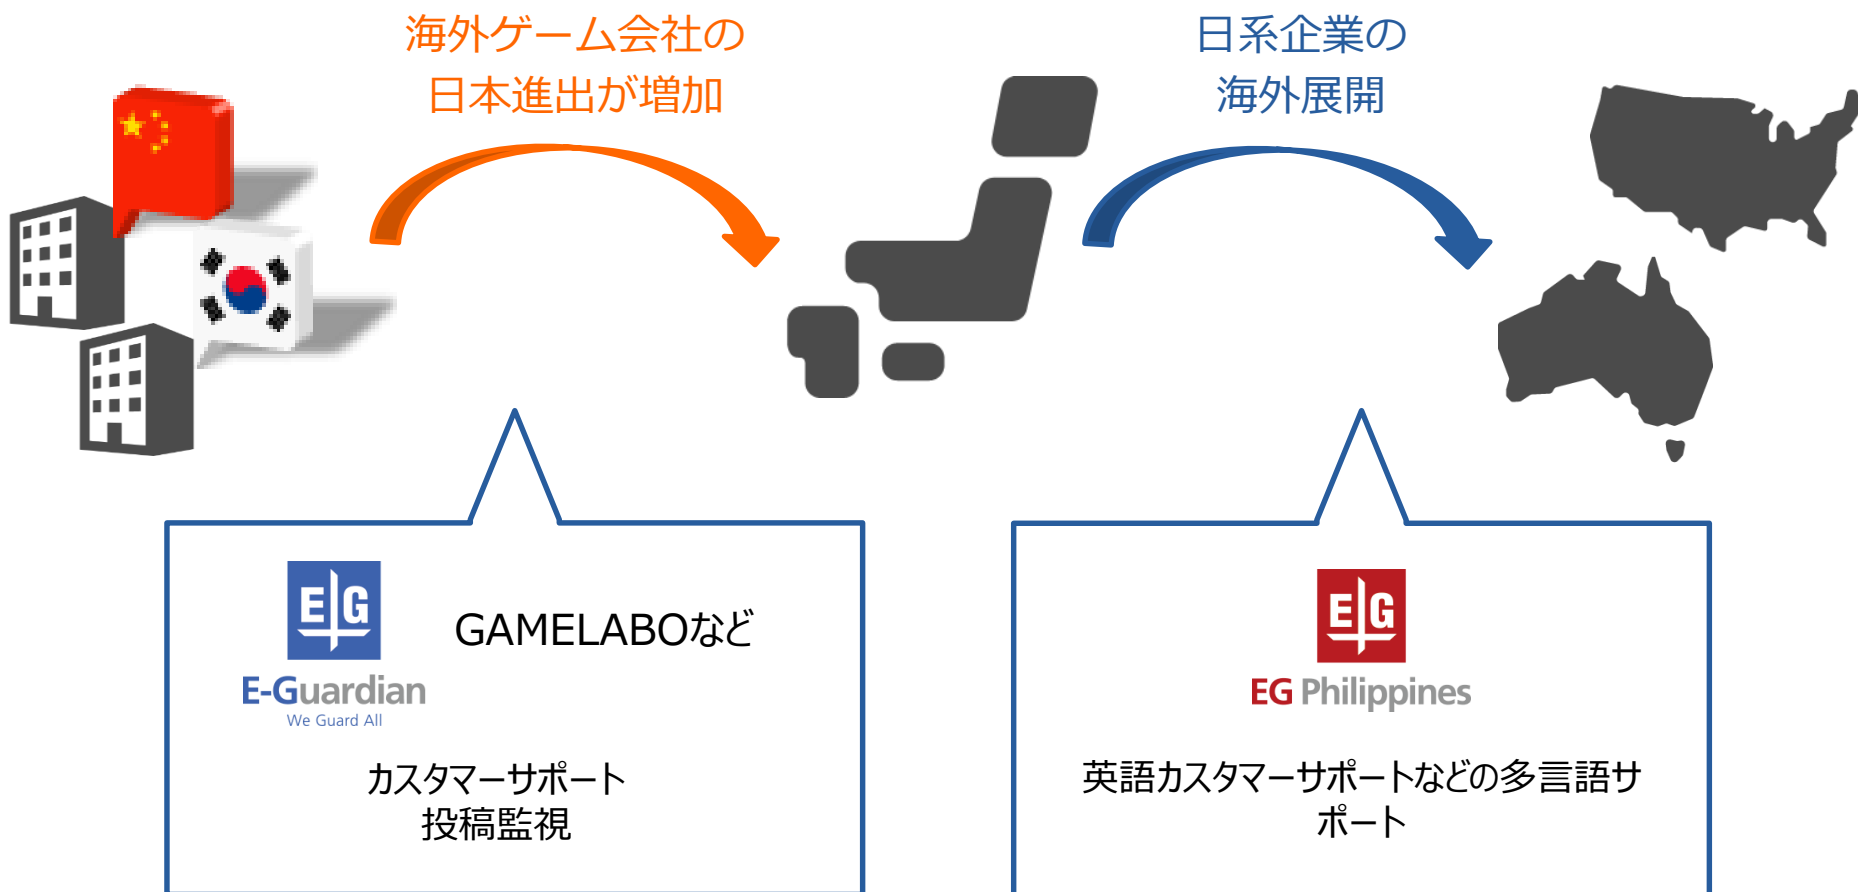 海外ゲーム会社の
日本進出が増加
日系企業の
海外展開
EG
E-Guardian
We Guard All
GAMELABOなど
カスタマーサポート
投稿監視
EG
EG Philippines
英語カスタマーサポートなどの多言語サ
ポート